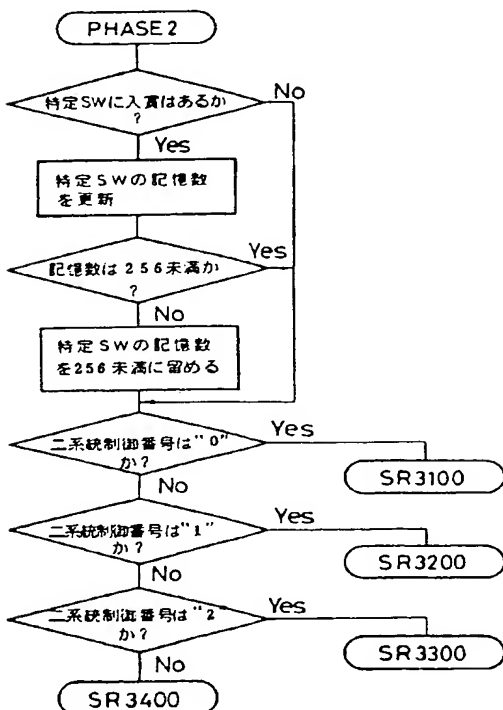 PHASE2
特定SWに入賞はあるか
?
No
Yes
特定SWの記憶数
を更新
記憶数は256未満か
?
Yes
No
特定SWの記憶数
を256未満に留める
二系統制御番号は"0"
か?
Yes
SR3100
No
二系統制御番号は"1"
か?
Yes
SR3200
No
二系統制御番号は"2"
か?
Yes
SR3300
No
SR3400